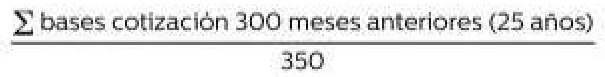 ∑ bases cotización 300 meses anteriores (25 años)
350